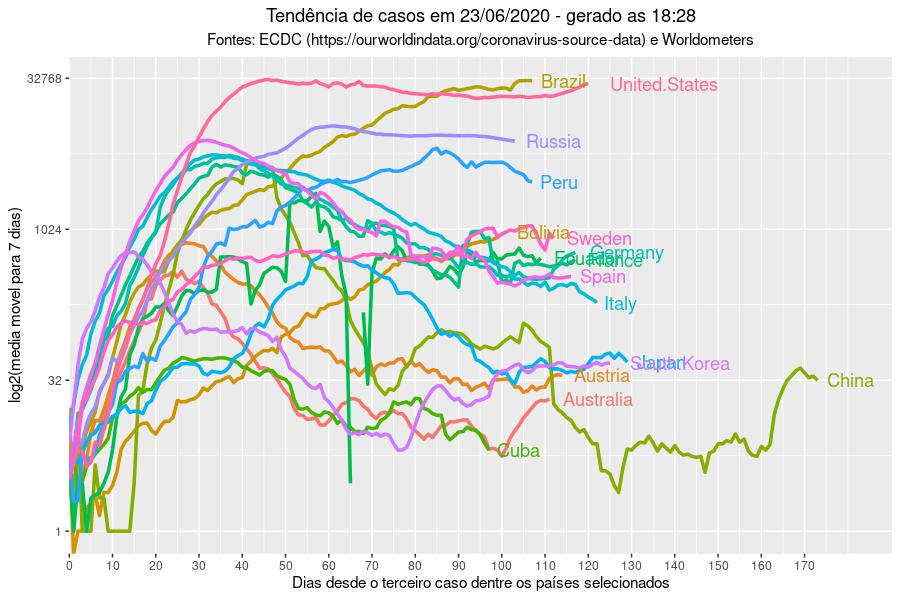 Tendência de casos em 23/06/2020 - gerado as 18:28
Fontes: ECDC (https://ourworldindata.org/coronavirus-source-data) e Worldometers
log2(media movel para 7 dias)
32768
1024
32
1
Brazil
United.States
Russia
Peru
Bolivia
Sweden
Germany
Spain
Italy
Japan
South.Korea
Austria
China
Australia
Cuba
0 10 20 30 40 50 60 70 80 90 100 110 120 130 140 150 160 170
Dias desde o terceiro caso dentre os países selecionados